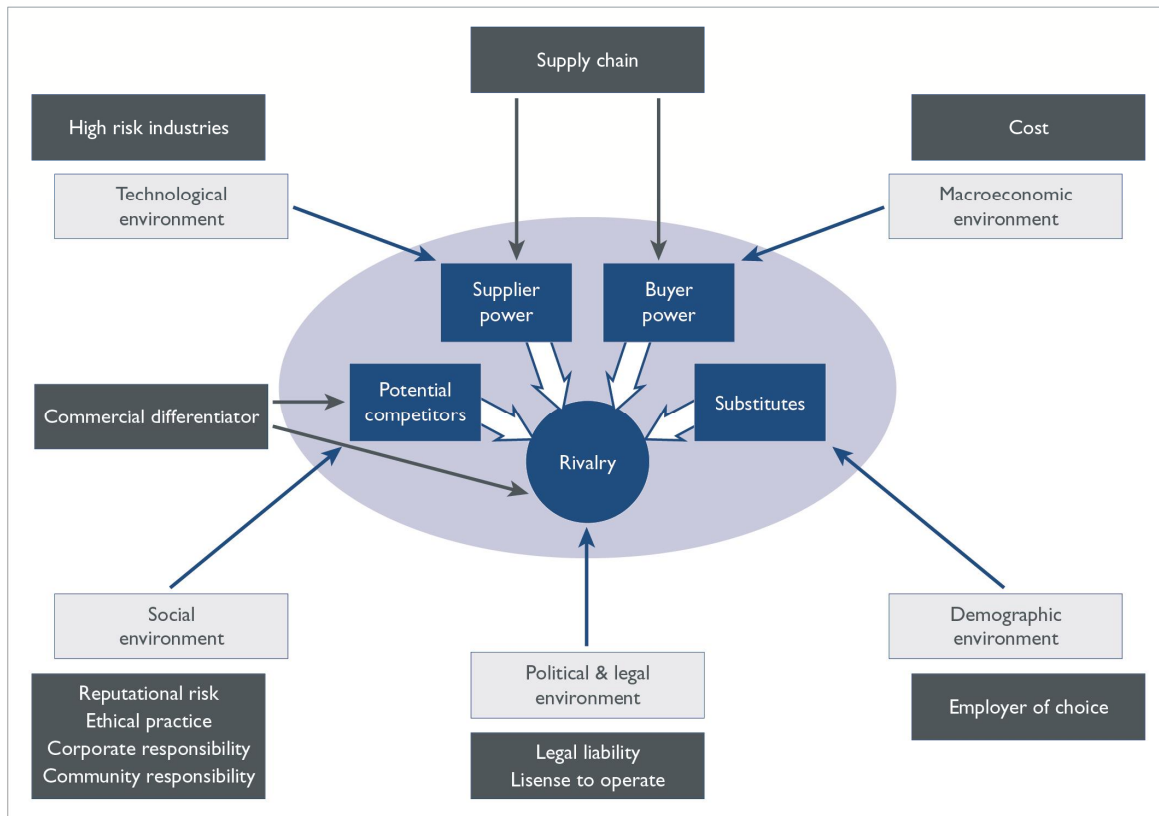 Supply chain
High risk industries
Cost
Technological
environment
Macroeconomic
environment
Supplier
power
Buyer
power
Commercial differentiator
Potential
competitors
Substitutes
Rivalry
Social
environment
Reputational risk
Ethical practice
Corporate responsibility
Community responsibility
Political & legal
environment
Legal liability
Lisense to operate
Demographic
environment
Employer of choice